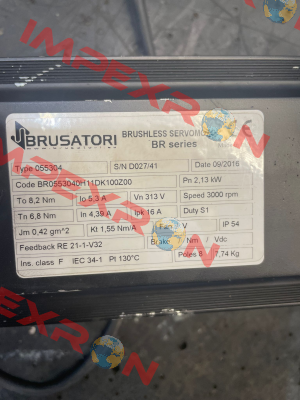 BRUSATORI BRUSHLESS SERVOMO
BR series
Type 055304 S/N D027/41 Date 09/2016
Code BR0553040H11DK100Z00 Pn 2,13 kW
To 8,2 Nm Io 5,3 A Vn 313 V Speed 3000 rpm
Tn 6,8 Nm In 4,39 A Ipk 16 A Duty S1
Jm 0,42 gm^2 Kt 1,55 Nm/A Fan V IP 54
Feedback RE 21-1-V32 Brake Nm Vdc
Ins. class F IEC 34-1 Pt 130°C Poles 8 7,74 Kg
IMPEXRON
IMPEXRON
IMPEXRON